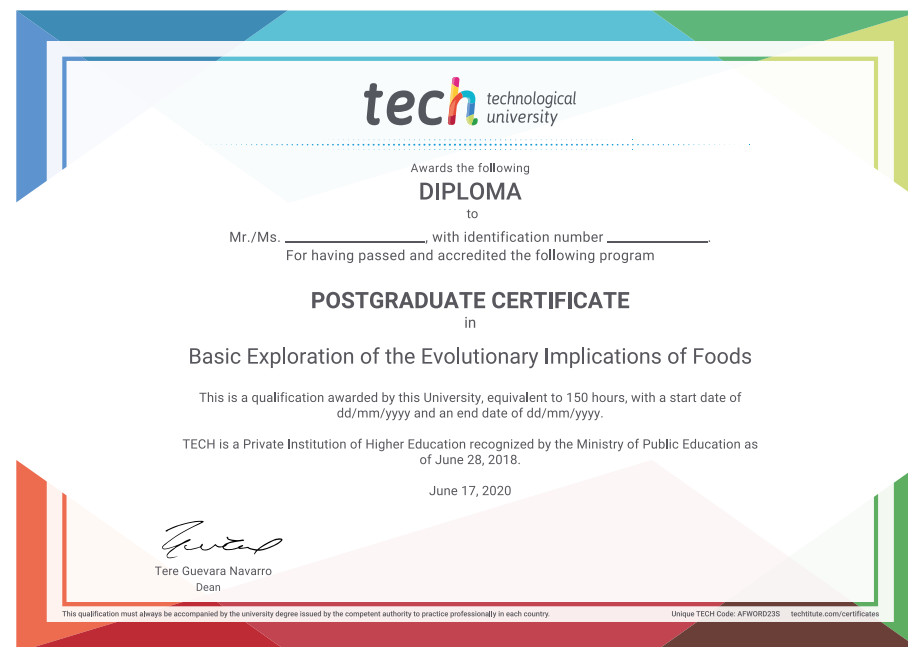 tech technological
university
Awards the following
DIPLOMA
to
Mr./Ms. ____________________, with identification number ______________.
For having passed and accredited the following program
POSTGRADUATE CERTIFICATE
in
Basic Exploration of the Evolutionary Implications of Foods
This is a qualification awarded by this University, equivalent to 150 hours, with a start date of
dd/mm/yyyy and an end date of dd/mm/yyyy.
TECH is a Private Institution of Higher Education recognized by the Ministry of Public Education as
of June 28, 2018.
June 17, 2020
Tere Guevara Navarro
Dean
This qualification must always be accompanied by the university degree issued by the competent authority to practice professionally in each country. Unique TECH Code: AFWORD23S techtitute.com/certificates